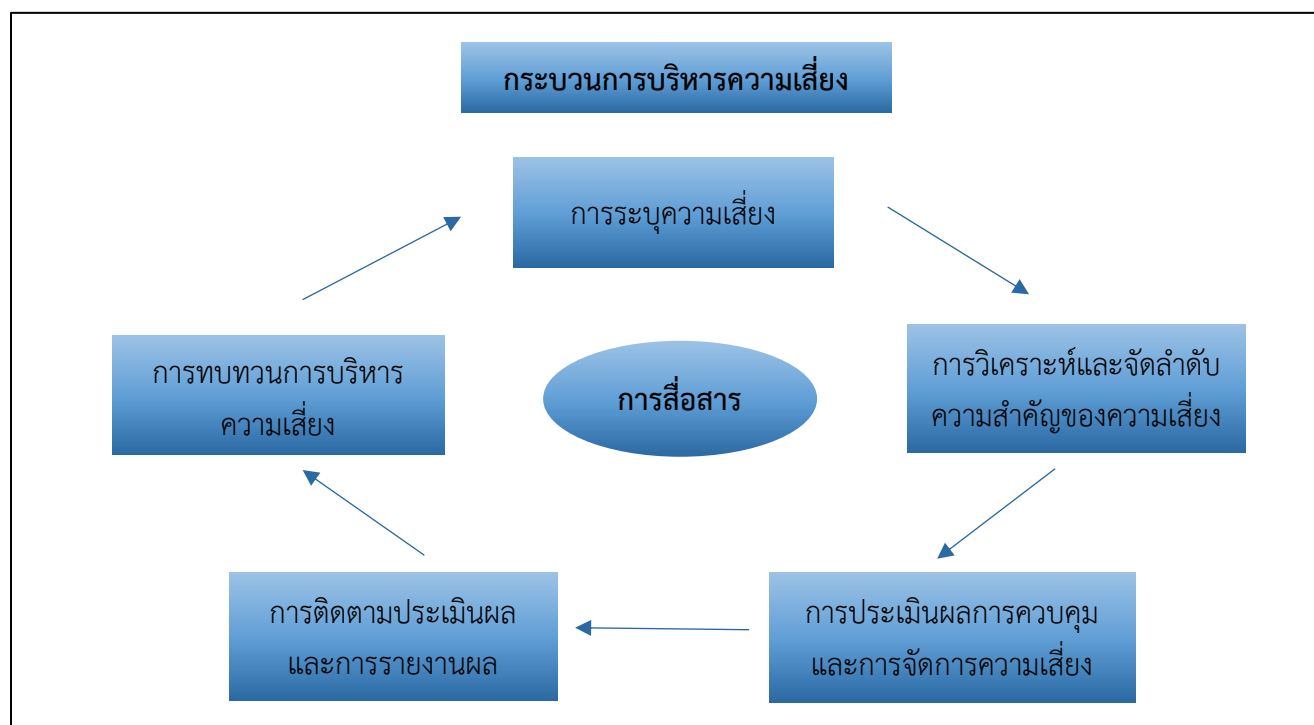 กระบวนการบริหารความเสี่ยง
การระบุความเสี่ยง
การทบทวนการบริหาร
ความเสี่ยง
การสื่อสาร
การวิเคราะห์และจัดลำดับ
ความสำคัญของความเสี่ยง
การติดตามประเมินผล
และการรายงานผล
การประเมินผลการควบคุม
และการจัดการความเสี่ยง